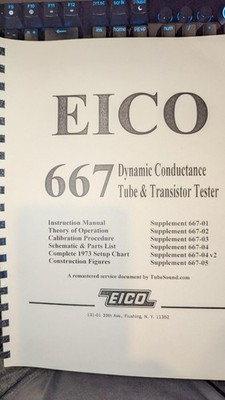 EICO
667 Dynamic Conductance
Tube & Transistor Tester
Instruction Manual Supplement 667-01
Theory of Operation Supplement 667-02
Calibration Procedure Supplement 667-03
Schematic & Parts List Supplement 667-04
Complete 1973 Setup Chart Supplement 667-04 v2
Construction Figures Supplement 667-05
A remastered service document by TubeSound.com
EICO
131-01 39th Ave, Flushing, N. Y. 11352